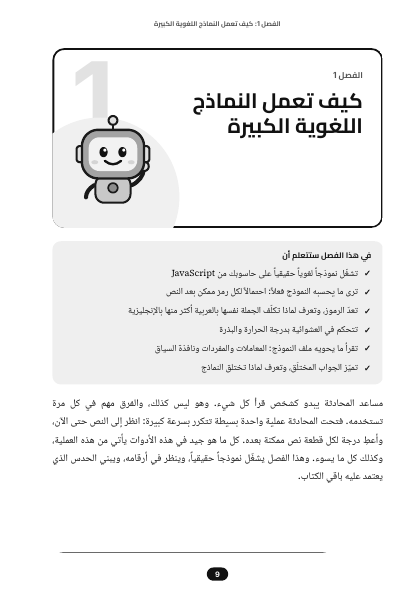 الفصل 1: كيف تعمل النماذج اللغوية الكبيرة
1
الفصل 1
كيف تعمل النماذج
اللغوية الكبيرة
في هذا الفصل ستتعلم أن
✓ تشغّل نموذجاً لغوياً حقيقياً على حاسوبك من JavaScript
✓ ترى ما يحسبه النموذج فعلاً: احتمالاً لكل رمز ممكن بعد النص
✓ تعدّ الرموز، وتعرف لماذا تكلّف الجملة نفسها بالعربية أكثر منها بالإنجليزية
✓ تتحكم في العشوائية بدرجة الحرارة والبذرة
✓ تقرأ ما يحويه ملف النموذج: المعاملات والمفردات ونافذة السياق
✓ تميّز الجواب المختلَق، وتعرف لماذا تختلق النماذج
مساعد المحادثة يبدو كشخص قرأ كل شيء. وهو ليس كذلك، والفرق مهم في كل مرة
تستخدمه. فتحت المحادثة عملية واحدة بسيطة تتكرر بسرعة كبيرة: انظر إلى النص حتى الآن،
وأعطِ درجة لكل قطعة نص ممكنة بعده. كل ما هو جيد في هذه الأدوات يأتي من هذه العملية،
وكذلك كل ما يسوء. وهذا الفصل يشغّل نموذجاً حقيقياً، وينظر في أرقامه، ويبني الحدس الذي
يعتمد عليه باقي الكتاب.
9